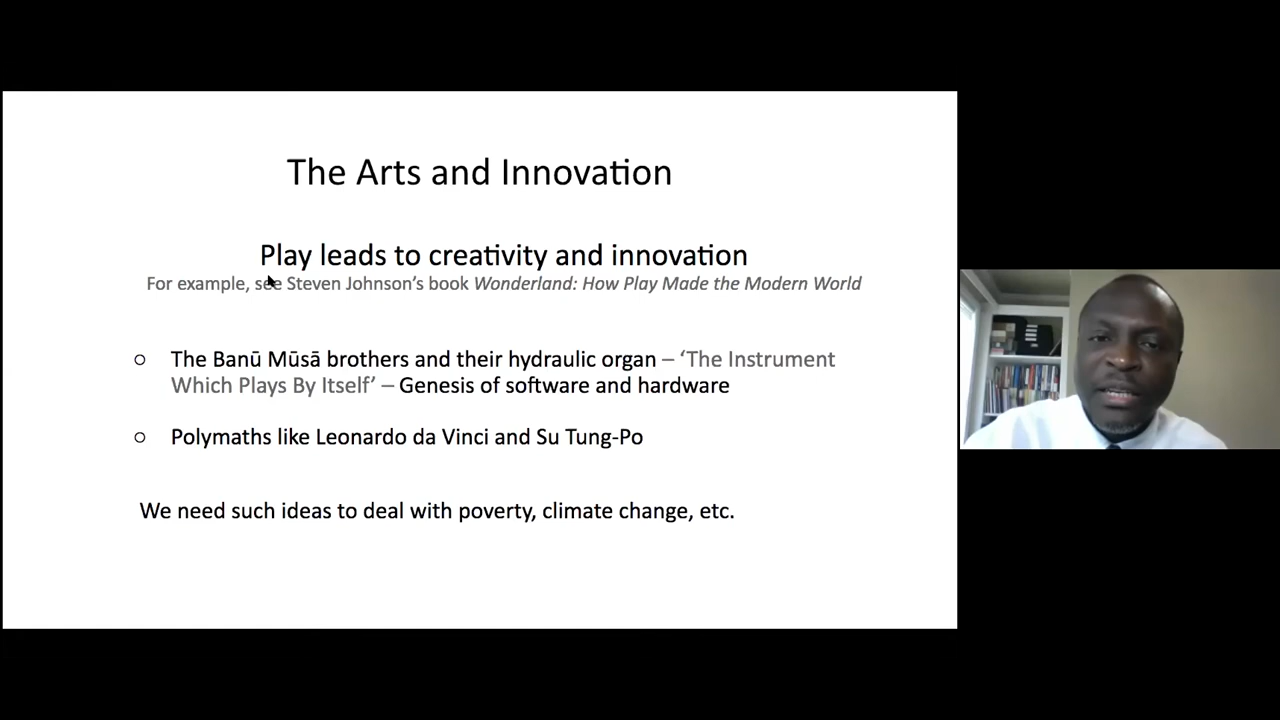 The Arts and Innovation
Play leads to creativity and innovation
For example, see Steven Johnson’s book Wonderland: How Play Made the Modern World
○ The Banū Mūsā brothers and their hydraulic organ – ‘The Instrument
Which Plays By Itself’ – Genesis of software and hardware
○ Polymaths like Leonardo da Vinci and Su Tung-Po
We need such ideas to deal with poverty, climate change, etc.